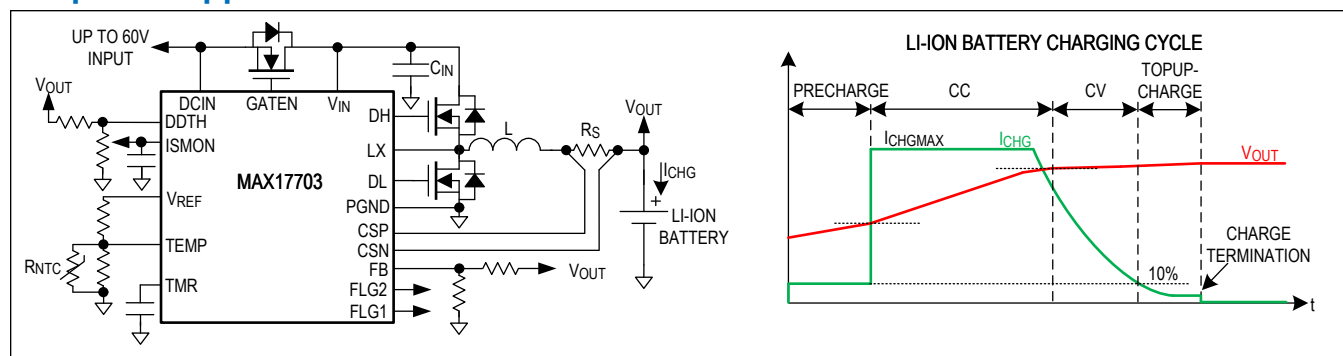 UP TO 60V
INPUT
VOUT
DCIN
GATEN
VIN
CIN
DDTH
ISMON
VREF
TEMP
TMR
RNTC
MAX17703
DH
LX
DL
PGND
CSP
CSN
FB
FLG2
FLG1
L
RS
VOUT
ICHG
+
LI-ION
BATTERY
VOUT
LI-ION BATTERY CHARGING CYCLE
PRECHARGE
CC
CV
TOPUP-
CHARGE
ICHGMAX
ICHG
VOUT
10%
CHARGE
TERMINATION
t